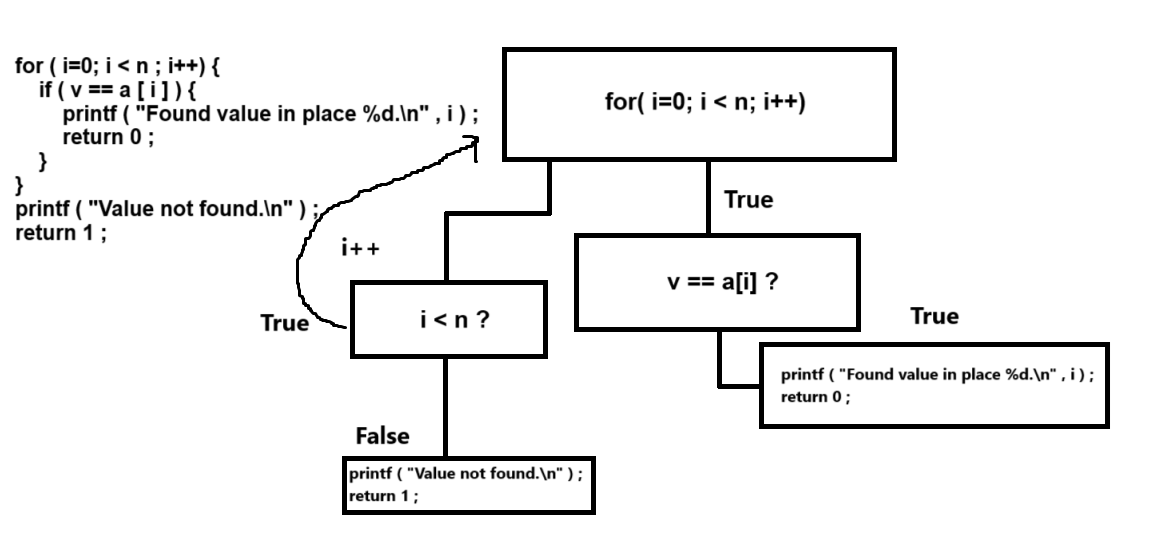 for ( i=0; i < n ; i++) {
if ( v == a [ i ] ) {
printf ( "Found value in place %d.\n" , i ) ;
return 0 ;
}
}
printf ( "Value not found.\n" ) ;
return 1 ;
for( i=0; i < n; i++)
True
i++
v == a[i] ?
True
i < n ?
True
printf ( "Found value in place %d.\n" , i ) ;
return 0 ;
False
printf ( "Value not found.\n" ) ;
return 1 ;